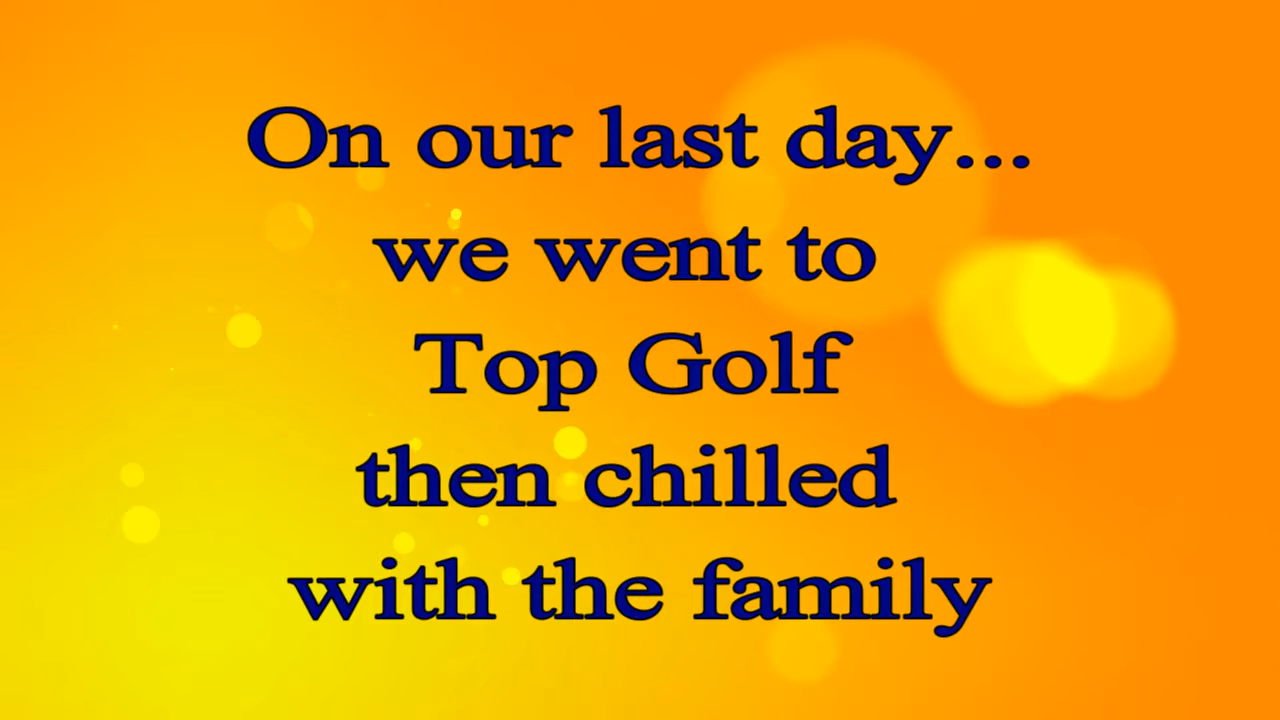 On our last day...
we went to
Top Golf
then chilled
with the family